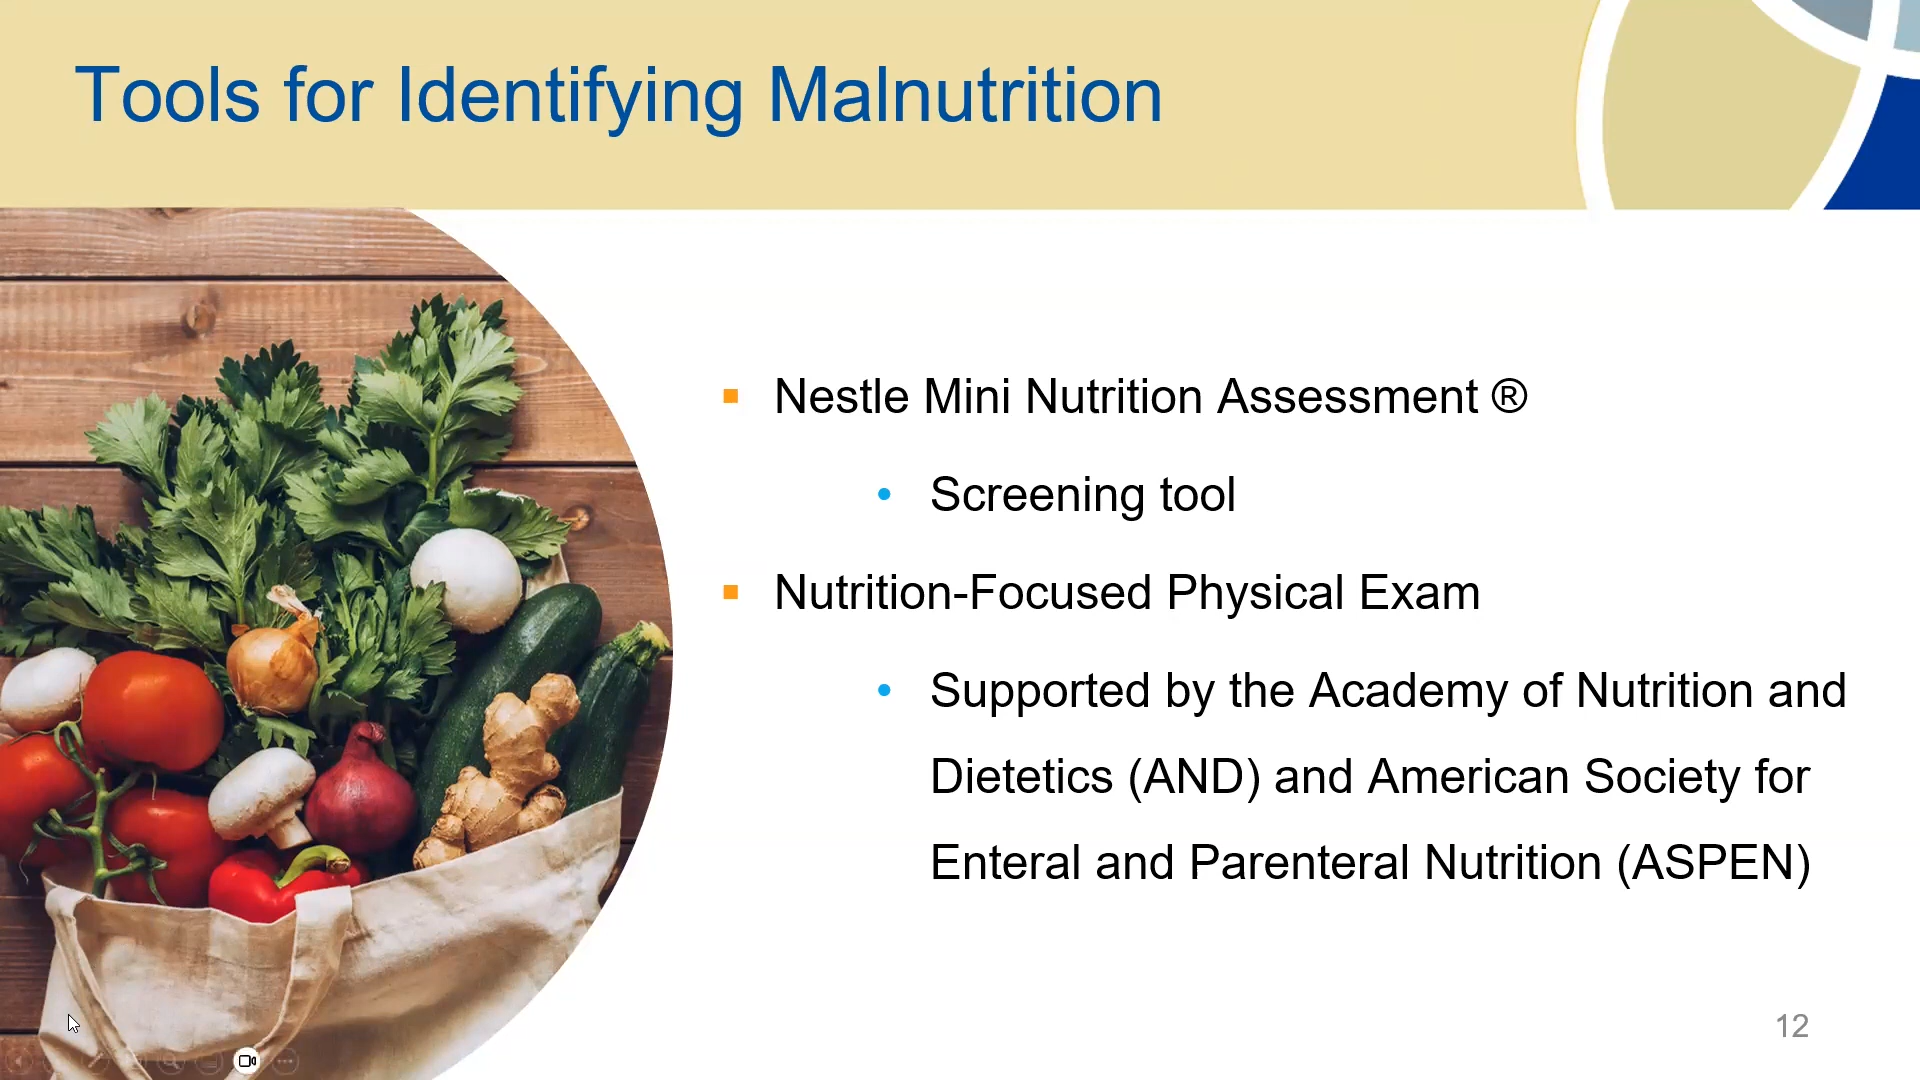 Tools for Identifying Malnutrition
Nestle Mini Nutrition Assessment ®
Screening tool
Nutrition-Focused Physical Exam
Supported by the Academy of Nutrition and
Dietetics (AND) and American Society for
Enteral and Parenteral Nutrition (ASPEN)
12